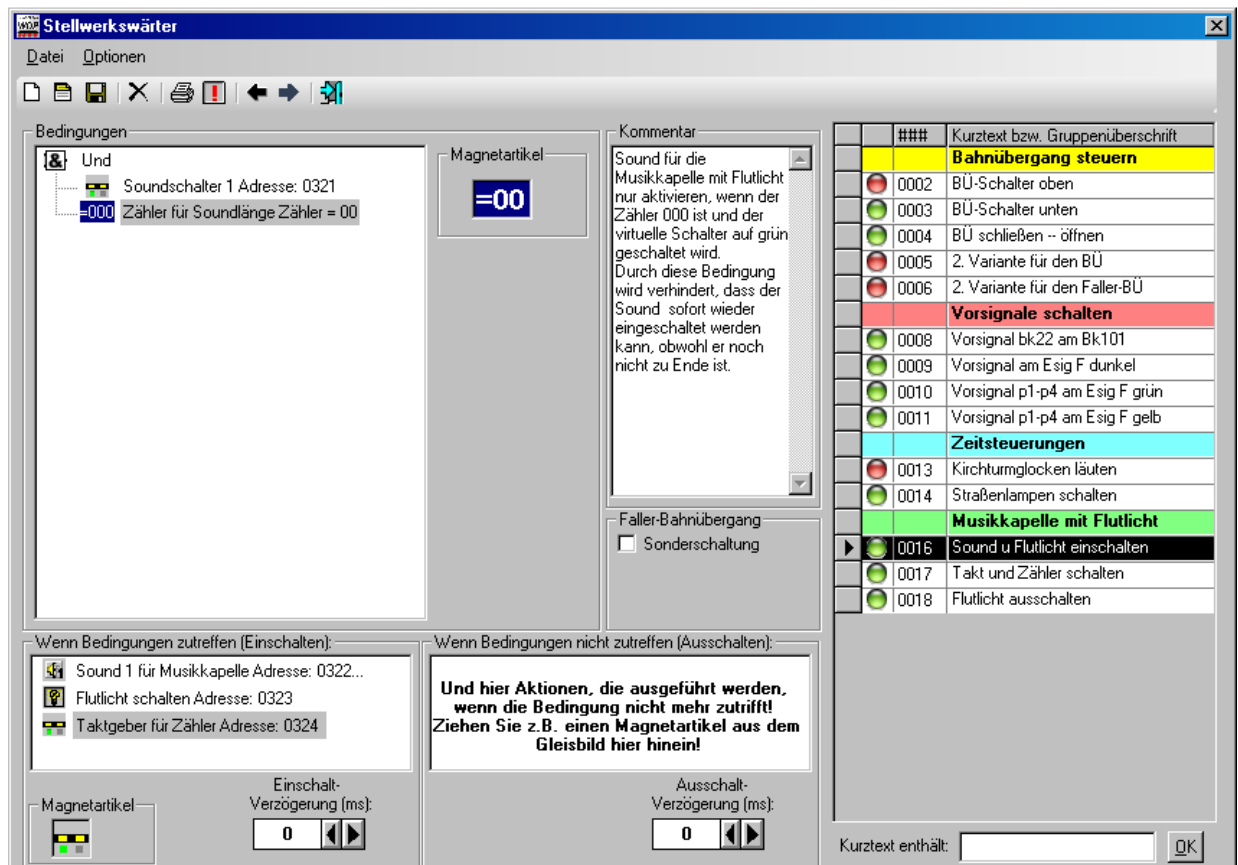 Stellwerkswärter
Datei Optionen
Bedingungen
& Und
Soundschalter 1 Adresse: 0321
=000 Zähler für Soundlänge Zähler = 00
Magnetartikel
=00
Kommentar
Sound für die
Musikkapelle mit Flutlicht
nur aktivieren, wenn der
Zähler 000 ist und der
virtuelle Schalter auf grün
geschaltet wird.
Durch diese Bedingung
wird verhindert, dass der
Sound sofort wieder
eingeschaltet werden
kann, obwohl er noch
nicht zu Ende ist.
Faller-Bahnübergang
Sonderschaltung
Wenn Bedingungen zutreffen (Einschalten):
Sound 1 für Musikkapelle Adresse: 0322...
Flutlicht schalten Adresse: 0323
Taktgeber für Zähler Adresse: 0324
Magnetartikel
Einschalt-
Verzögerung (ms):
0
Wenn Bedingungen nicht zutreffen (Ausschalten):
Und hier Aktionen, die ausgeführt werden,
wenn die Bedingung nicht mehr zutrifft!
Ziehen Sie z.B. einen Magnetartikel aus dem
Gleisbild hier hinein!
Ausschalt-
Verzögerung (ms):
0
### Kurztext bzw. Gruppenüberschrift
Bahnübergang steuern
0002 BÜ-Schalter oben
0003 BÜ-Schalter unten
0004 BÜ schließen -- öffnen
0005 2. Variante für den BÜ
0006 2. Variante für den Faller-BÜ
Vorsignale schalten
0008 Vorsignal bk22 am Bk101
0009 Vorsignal am Esig F dunkel
0010 Vorsignal p1-p4 am Esig F grün
0011 Vorsignal p1-p4 am Esig F gelb
Zeitsteuerungen
0013 Kirchturmglocken läuten
0014 Straßenlampen schalten
Musikkapelle mit Flutlicht
0016 Sound u Flutlicht einschalten
0017 Takt und Zähler schalten
0018 Flutlicht ausschalten
Kurztext enthält:
OK